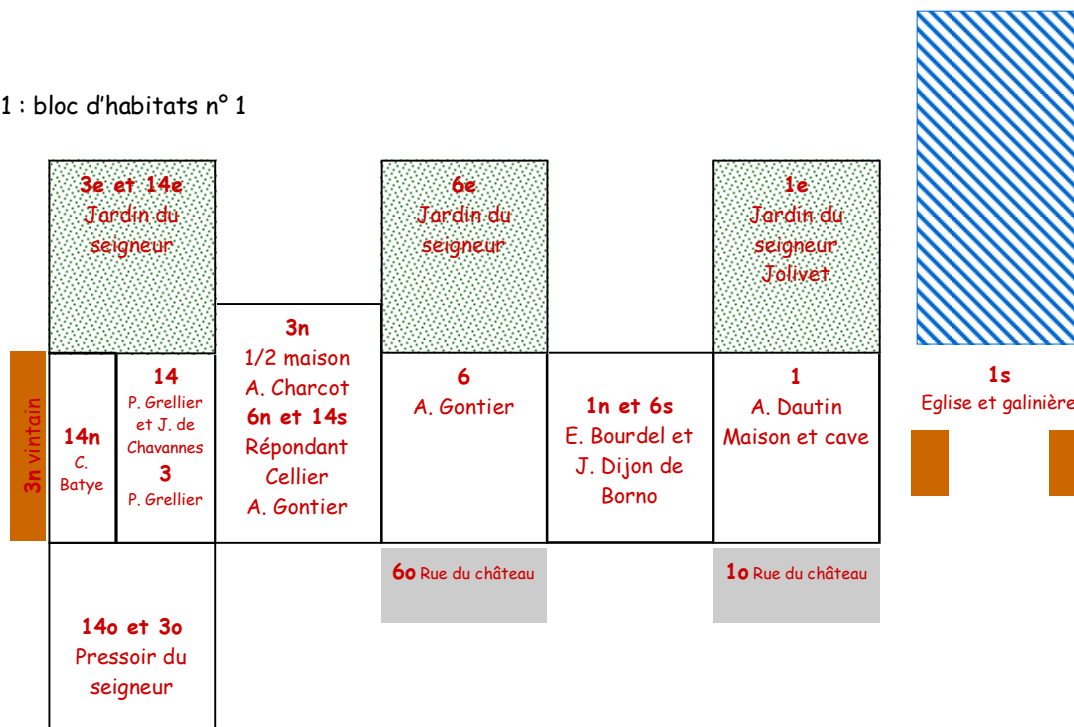 1 : bloc d'habitats n° 1
3e et 14e
Jardin du
seigneur
6e
Jardin du
seigneur
1e
Jardin du
seigneur
Jolivet
3n vintain
14n
C.
Batye
14
P. Grellier
et J. de
Chavannes
3
P. Grellier
3n
1/2 maison
A. Charcot
6n et 14s
Répondant
Cellier
A. Gontier
6
A. Gontier
1n et 6s
E. Bourdel et
J. Dijon de
Borno
1
A. Dautin
Maison et cave
1s
Eglise et galinière
6o Rue du château
1o Rue du château
14o et 3o
Pressoir du
seigneur